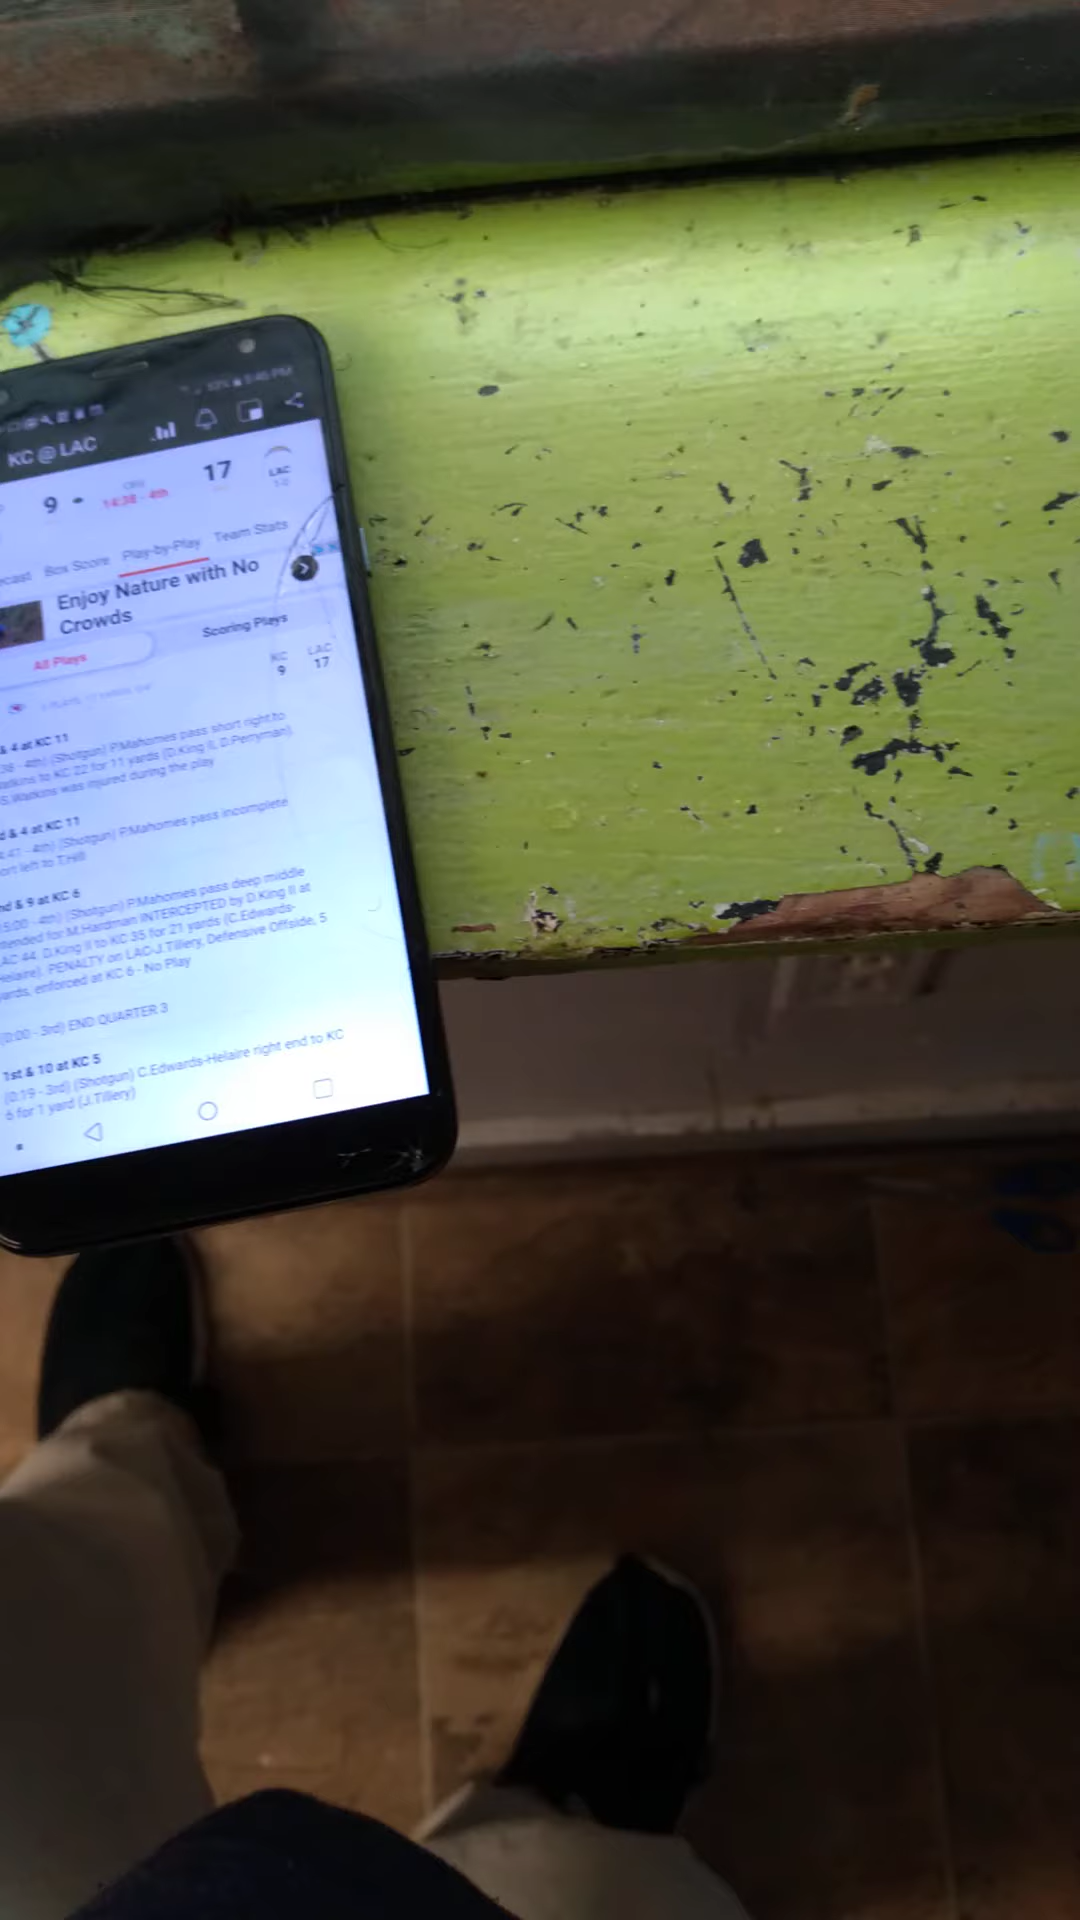 KC @ LAC
9
14:38 - 4th
17
LAC
1-0
Box Score Play-by-Play Team Stats
Enjoy Nature with No
Crowds
All Plays Scoring Plays
KC LAC
9 17
& 4 at KC 11
- 4th) (Shotgun) P.Mahomes pass short right to
to KC 22 for 11 yards (D.King II, D.Perryman).
S.Watkins was injured during the play
& 4 at KC 11
- 4th) (Shotgun) P.Mahomes pass incomplete
left to T.Hill
& 9 at KC 6
- 4th) (Shotgun) P.Mahomes pass deep middle
for M.Hardman INTERCEPTED by D.King II at
44. D.King II to KC 35 for 21 yards (C.Edwards-
PENALTY on LAC-J.Tillery, Defensive Offside, 5
yards, enforced at KC 6 - No Play
(0:00 - 3rd) END QUARTER 3
1st & 10 at KC 5
(0:19 - 3rd) (Shotgun) C.Edwards-Helaire right end to KC
6 for 1 yard (J.Tillery)